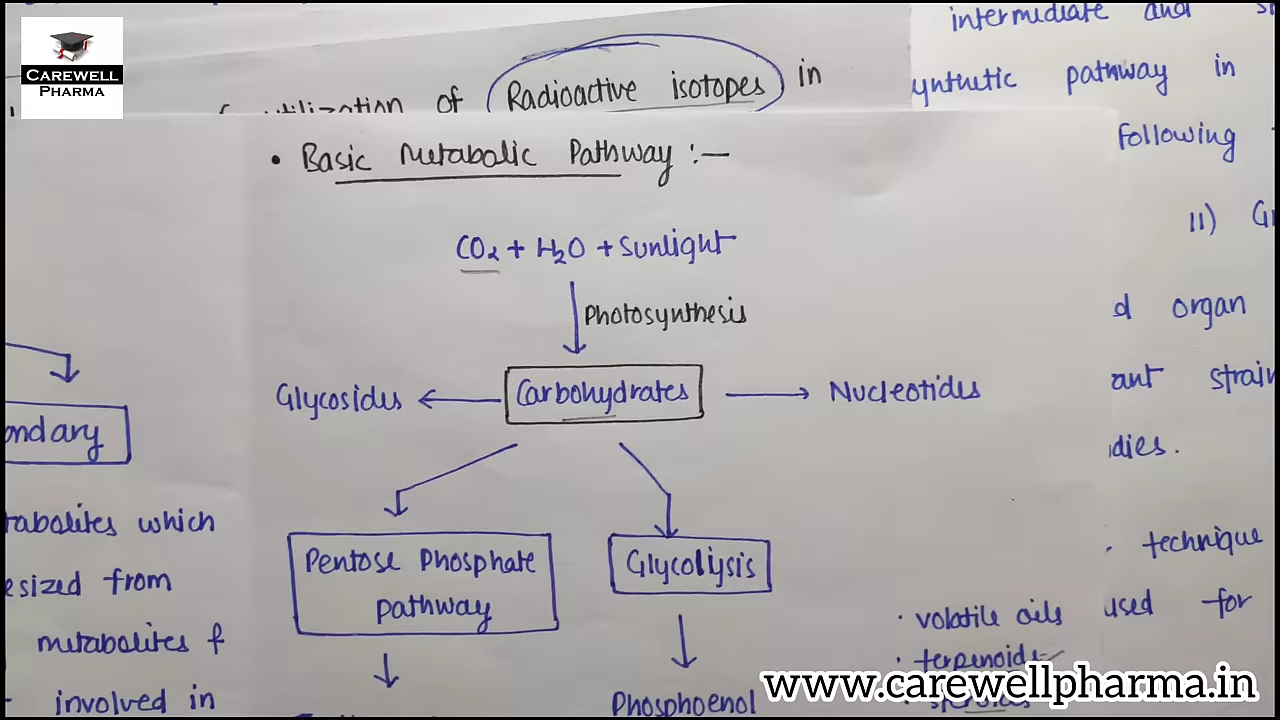 CAREWELL
PHARMA
utilization of Radioactive isotopes in
intermediate and
ynthetic pathway in
Following
11)
d organ
ant strain
dies.
technique
used for
• Basic Metabolic Pathway :—
CO2 + H2O + Sunlight
Photosynthesis
Glycosides ← Carbohydrates → Nucleotides
Pentose Phosphate
pathway
Glycolysis
Phosphoenol
• volatile oils
• terpenoids
ondary
tabolites which
esized from
metabolites f
involved in
www.carewellpharma.in